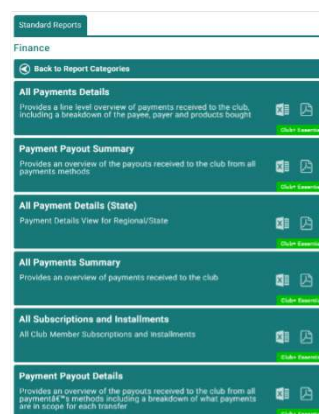 Standard Reports
Finance
Back to Report Categories
All Payments Details
Provides a line level overview of payments received to the club,
including a breakdown of the payee, payer and products bought
Club+ Essentia
Payment Payout Summary
Provides an overview of the payouts received to the club from all
payments methods
Club+ Essentia
All Payment Details (State)
Payment Details View for Regional/State
Club+ Essentia
All Payments Summary
Provides an overview of payments received to the club
Club+ Essentia
All Subscriptions and Installments
All Club Member Subscriptions and Installments
Club+ Essentia
Payment Payout Details
Provides an overview of the payouts received to the club from all
paymentâ€™s methods including a breakdown of what payments
are in scope for each transfer